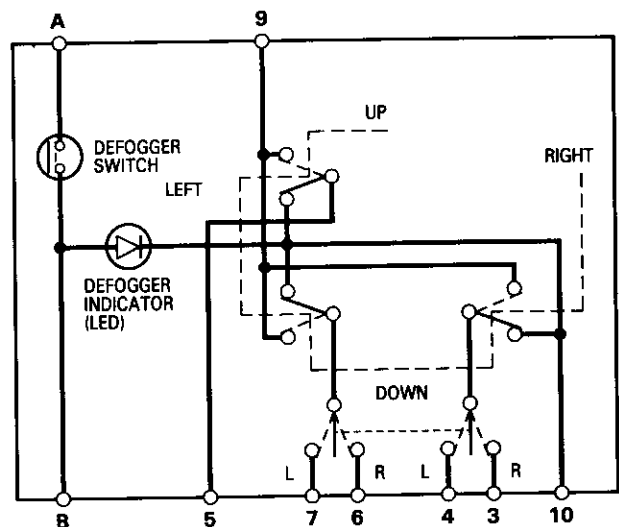 A
9
UP
DEFOGGER
SWITCH
RIGHT
LEFT
DEFOGGER
INDICATOR
(LED)
DOWN
L
R
L
R
B
5
7
6
4
3
10